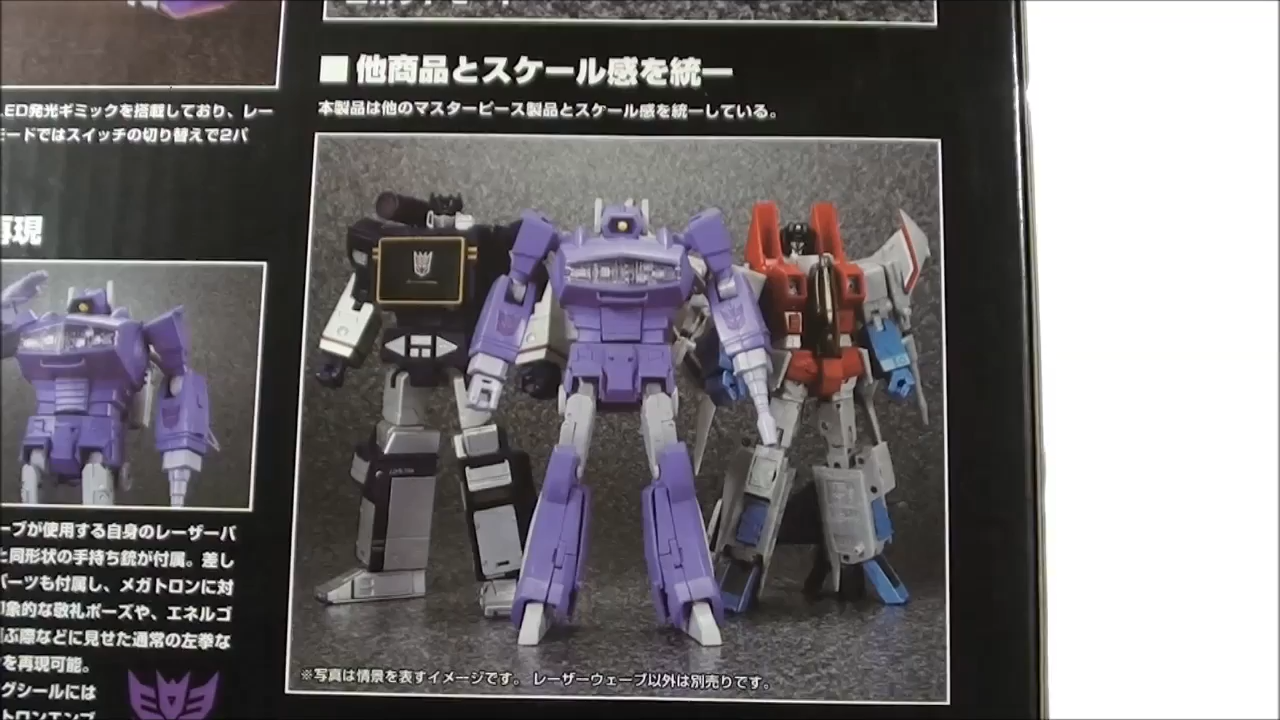 LED発光ギミックを搭載しており、レー
モードではスイッチの切り替えで2パ
再現
ーブが使用する自身のレーザーバ
と同形状の手持ち銃が付属。差し
パーツも付属し、メガトロンに対
印象的な敬礼ポーズや、エネルゴ
ぶ際などに見せた通常の左拳な
を再現可能。
グシールには
トロンエンブ
■他商品とスケール感を統一
本製品は他のマスターピース製品とスケール感を統一している。
※写真は情景を表すイメージです。 レーザーウェーブ以外は別売りです。